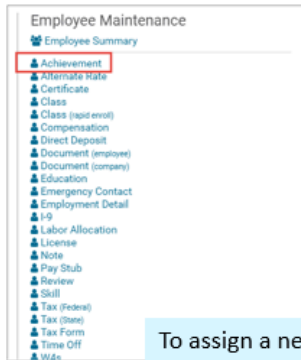 Employee Maintenance
Employee Summary
Achievement
Alternate Rate
Certificate
Class
Class (rapid enroll)
Compensation
Direct Deposit
Document (employee)
Document (company)
Education
Emergency Contact
Employment Detail
I-9
Labor Allocation
License
Note
Pay Stub
Review
Skill
Tax (Federal)
Tax (State)
Tax Form
Time Off
W4s
To assign a ne